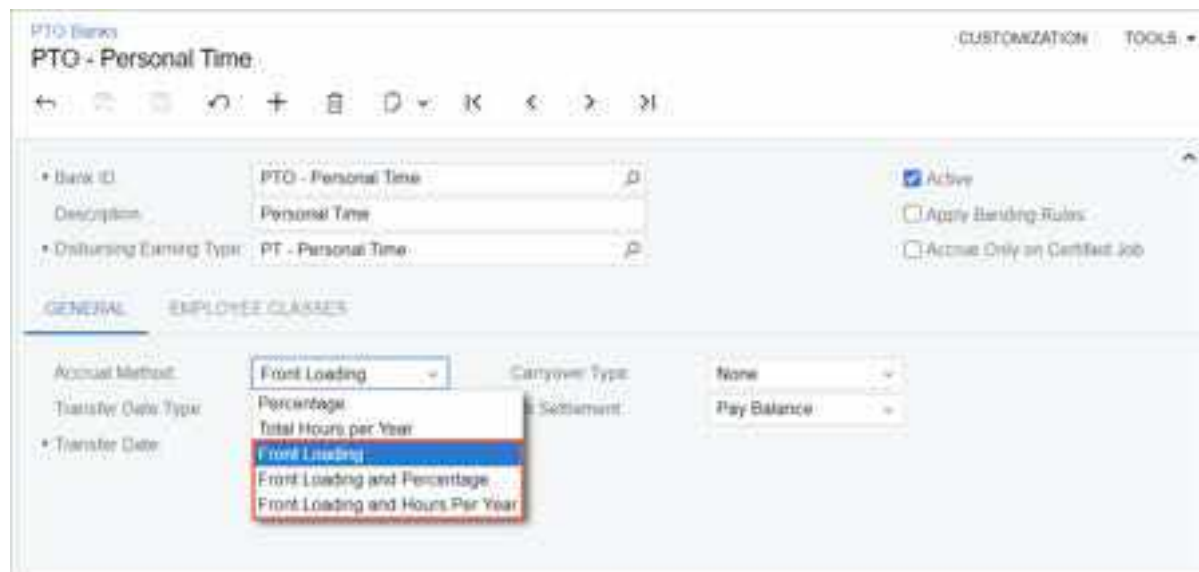 PTO Banks
CUSTOMIZATION TOOLS
PTO - Personal Time
Bank ID PTO - Personal Time Active
Description Personal Time Apply Banding Rules
Disbursing Earning Type PT - Personal Time Accrue Only on Certified Job
GENERAL EMPLOYEE CLASSES
Accrual Method Front Loading Carryover Type None
Transfer Date Type Percentage Settlement Pay Balance
Total Hours per Year
Transfer Date Front Loading
Front Loading and Percentage
Front Loading and Hours Per Year